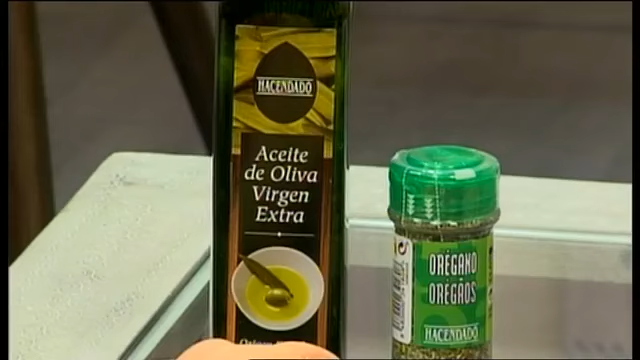 HACENDADO
Aceite
de Oliva
Virgen
Extra
ORÉGANO
ORÉGÃOS
HACENDADO